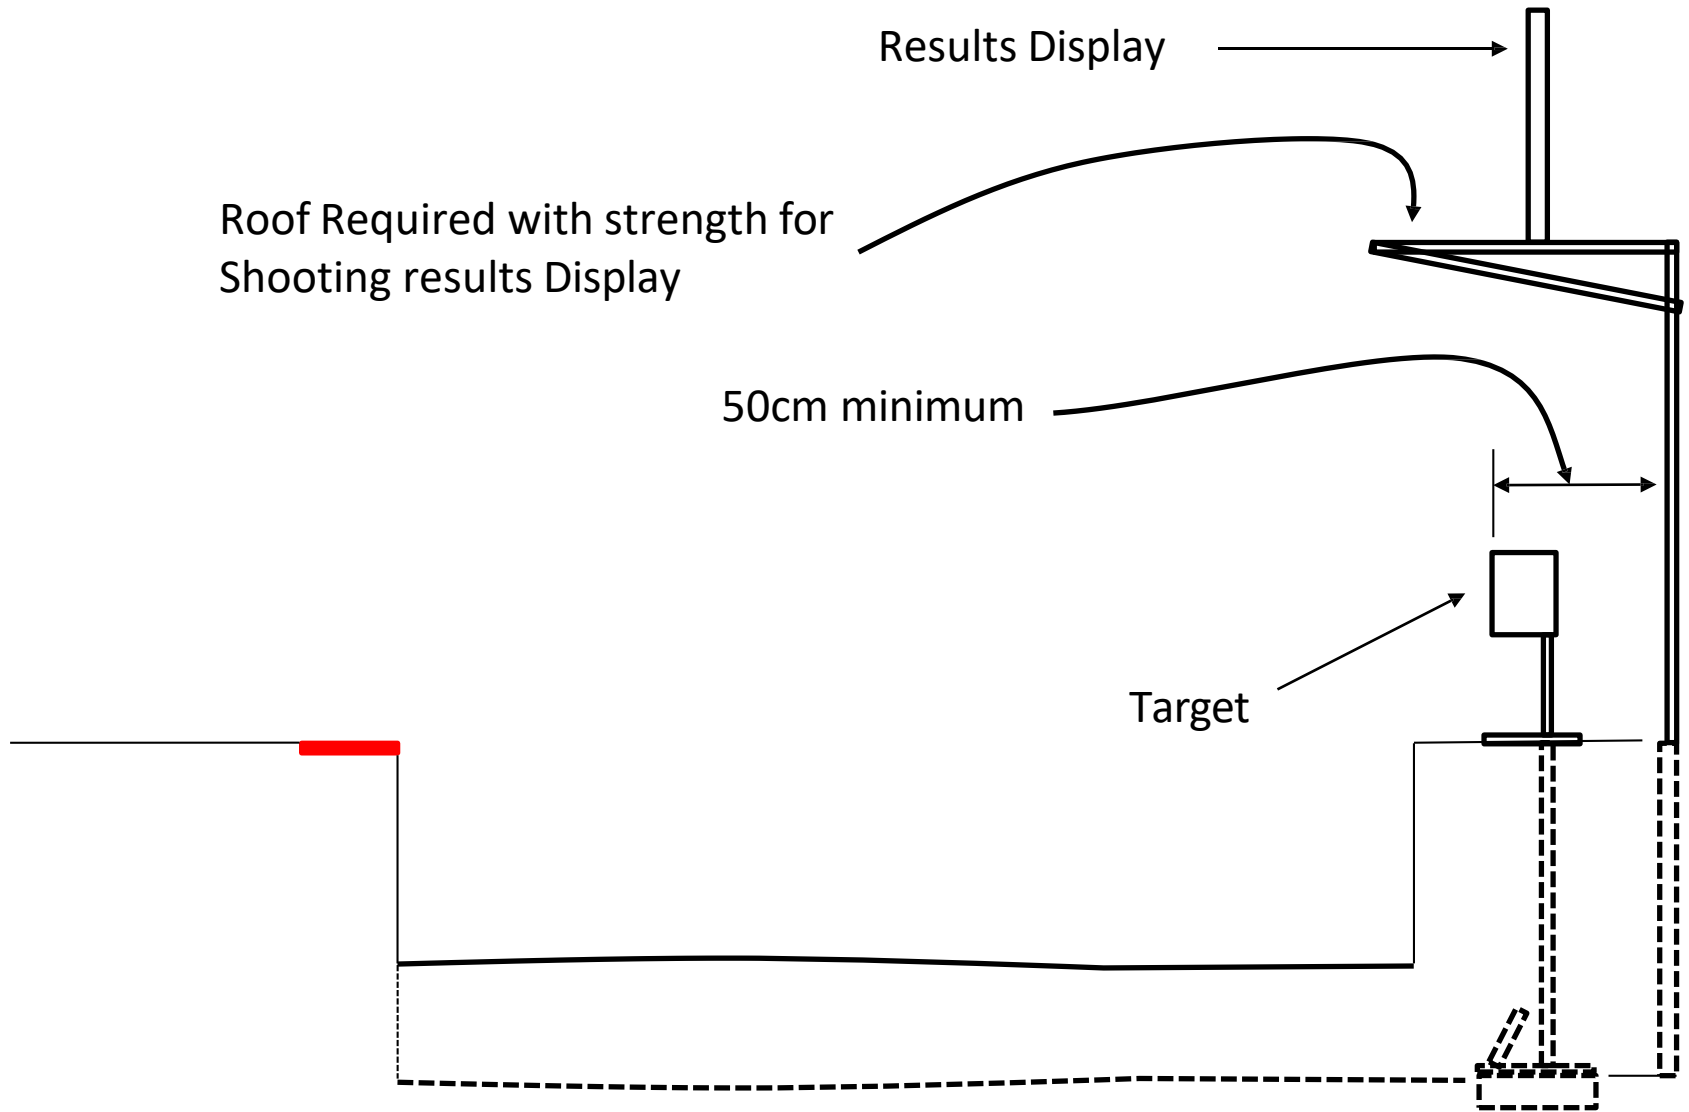 Results Display
Roof Required with strength for
Shooting results Display
50cm minimum
Target